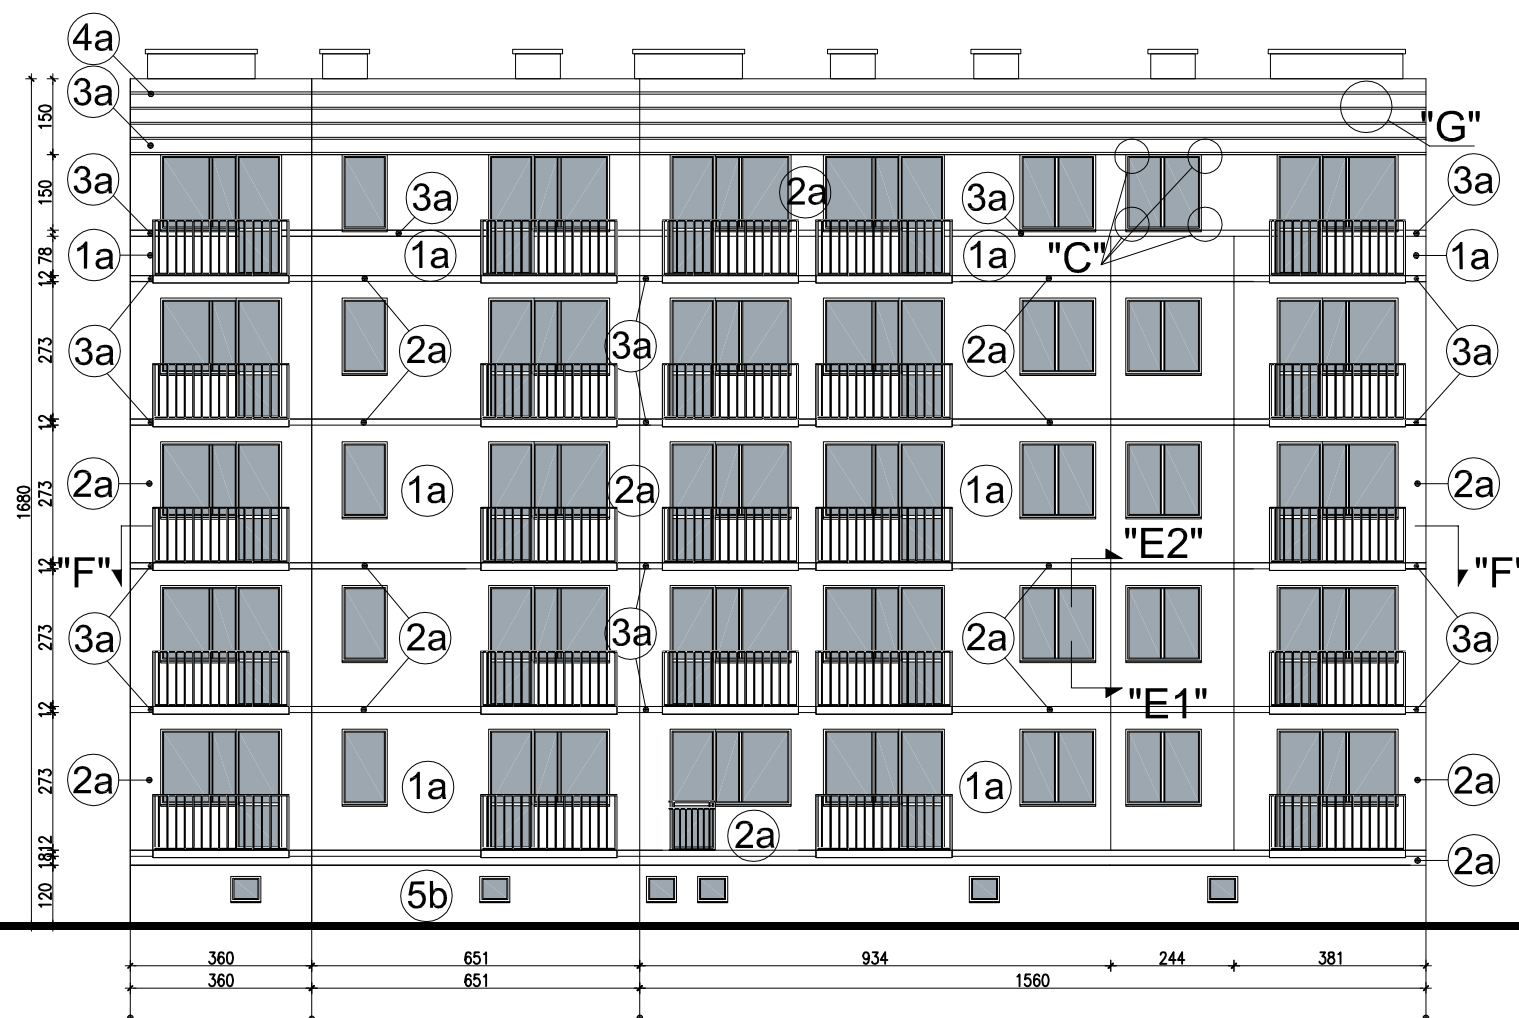 4a
3a
"G"
150
3a 3a 2a 3a 3a
150
1a 1a "C" 1a 1a
78
12
3a 2a 3a 2a 3a
273
12
2a 1a 2a 1a 2a
273
1680
"E2"
"F" "F"
12
3a 2a 3a 2a 3a
273
"E1"
12
2a 1a 1a 2a
273
2a
12
18
2a
5b
120
360 651 934 244 381
360 651 1560